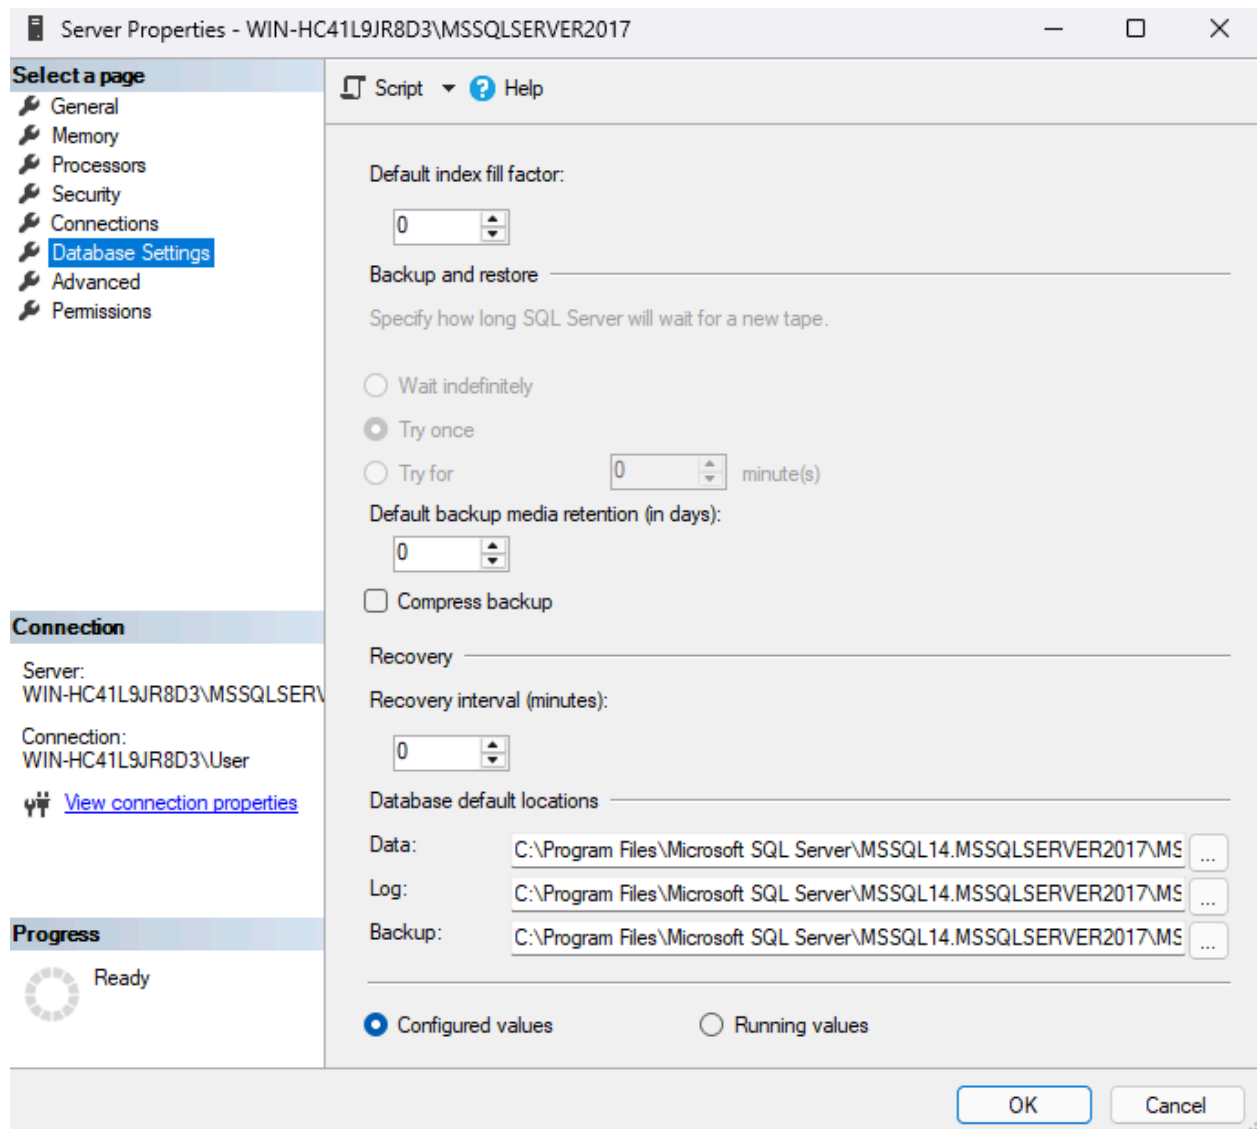 Server Properties - WIN-HC41L9JR8D3\MSSQLSERVER2017
Select a page
General
Memory
Processors
Security
Connections
Database Settings
Advanced
Permissions
Connection
Server:
WIN-HC41L9JR8D3\MSSQLSERV
Connection:
WIN-HC41L9JR8D3\User
View connection properties
Progress
Ready
Script
Help
Default index fill factor:
0
Backup and restore
Specify how long SQL Server will wait for a new tape.
Wait indefinitely
Try once
Try for 0 minute(s)
Default backup media retention (in days):
0
Compress backup
Recovery
Recovery interval (minutes):
0
Database default locations
Data: C:\Program Files\Microsoft SQL Server\MSSQL14.MSSQLSERVER2017\MS ...
Log: C:\Program Files\Microsoft SQL Server\MSSQL14.MSSQLSERVER2017\MS ...
Backup: C:\Program Files\Microsoft SQL Server\MSSQL14.MSSQLSERVER2017\MS ...
Configured values Running values
OK Cancel